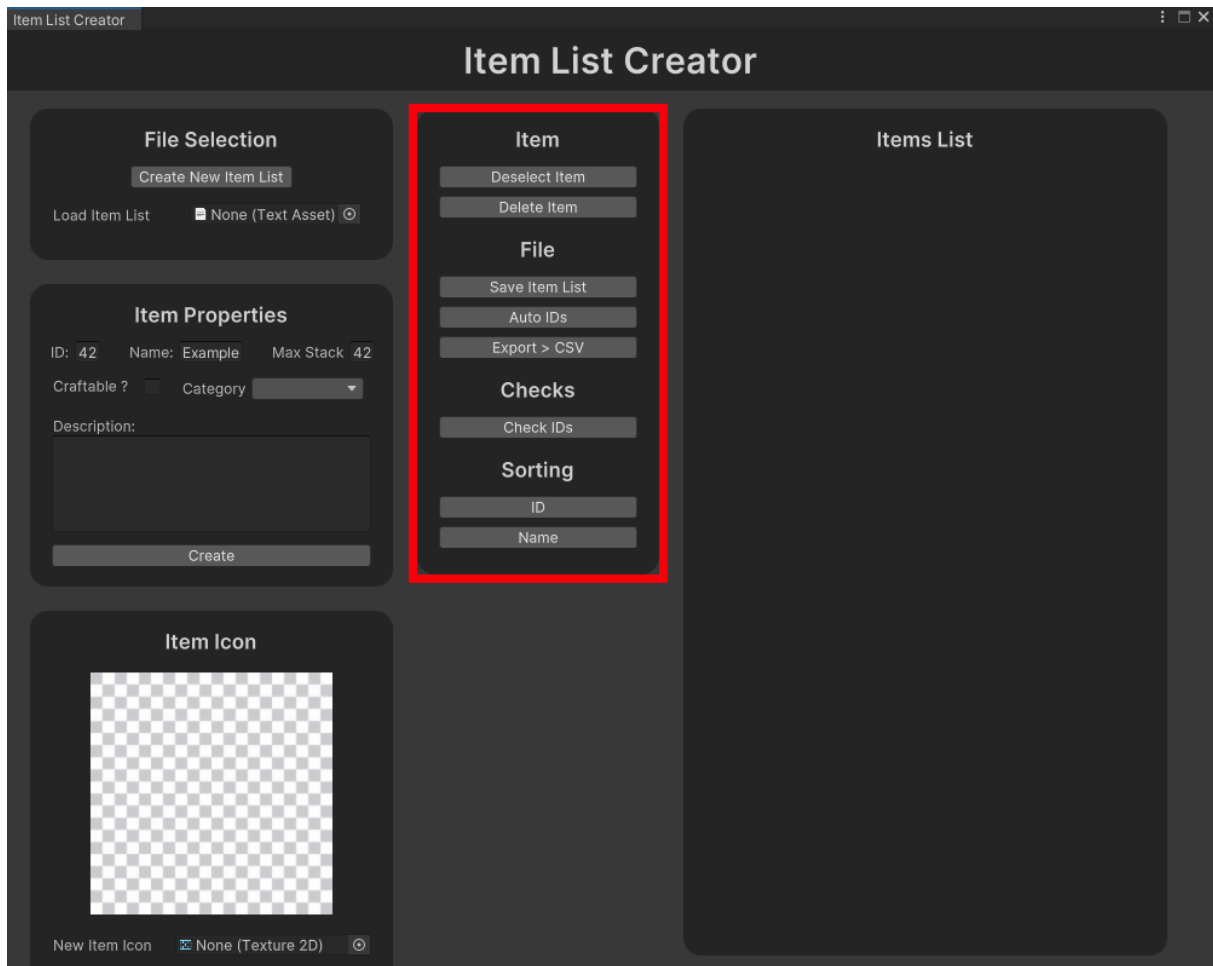 Item List Creator
Item List Creator
File Selection
Create New Item List
Load Item List None (Text Asset)
Item Properties
ID: 42 Name: Example Max Stack 42
Craftable ? Category
Description:
Create
Item Icon
New Item Icon None (Texture 2D)
Item
Deselect Item
Delete Item
File
Save Item List
Auto IDs
Export > CSV
Checks
Check IDs
Sorting
ID
Name
Items List